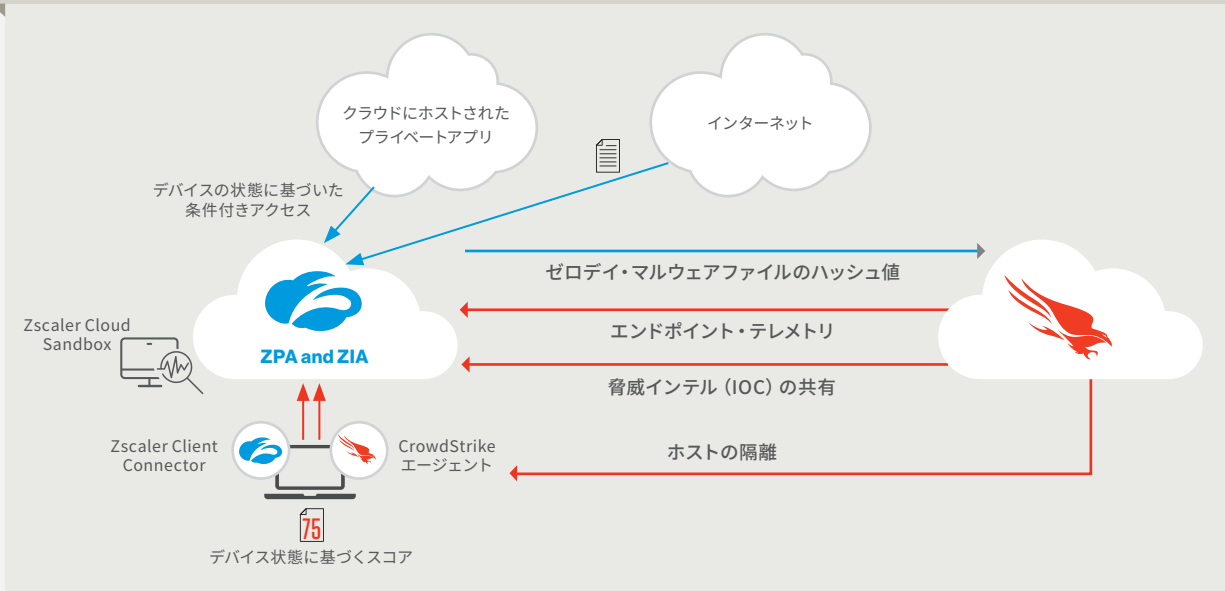 クラウドにホストされた
プライベートアプリ
インターネット
デバイスの状態に基づいた
条件付きアクセス
ゼロデイ・マルウェアファイルのハッシュ値
エンドポイント・テレメトリ
脅威インテル（IOC）の共有
Zscaler Cloud
Sandbox
ZPA and ZIA
Zscaler Client
Connector
CrowdStrike
エージェント
ホストの隔離
75
デバイス状態に基づくスコア